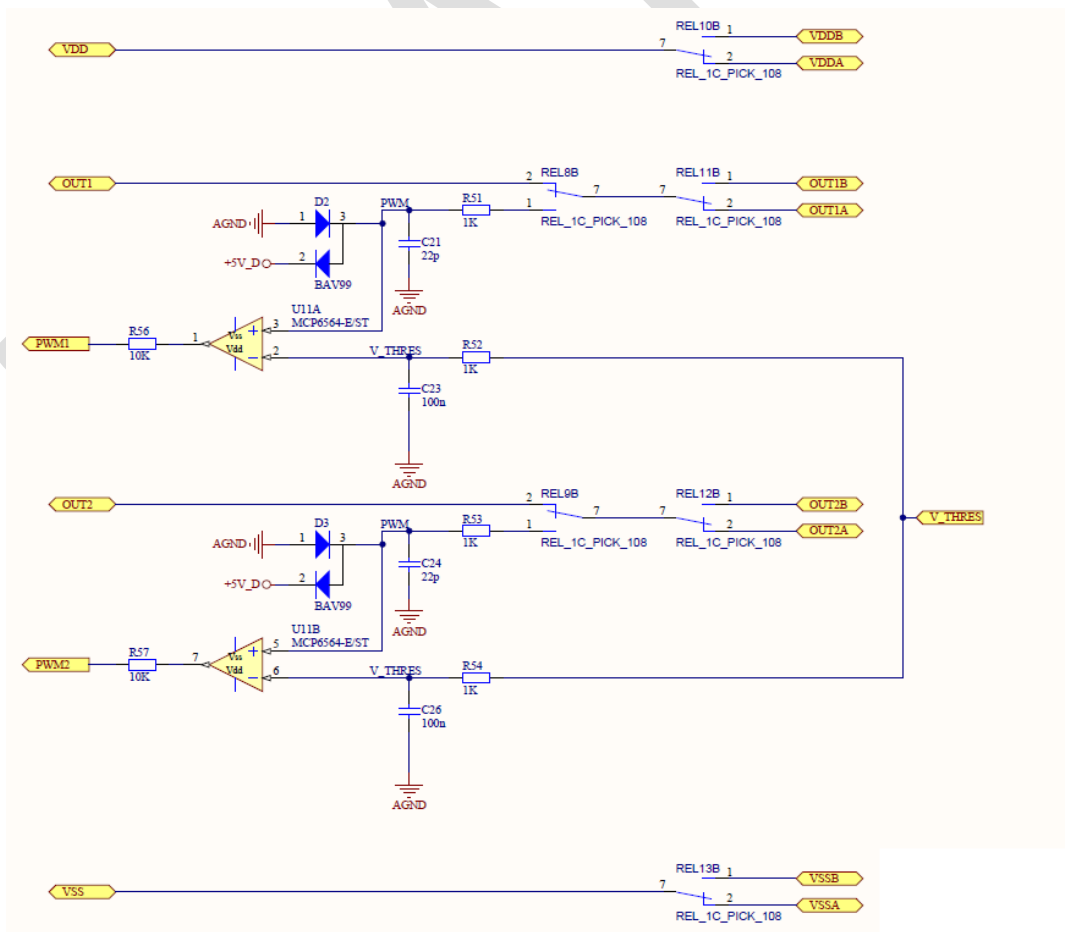 REL10B
VDD
7
1
VDDB
2
VDDA
REL_1C_PICK_108
REL8B
REL11B
OUT1
2
7
7
1
OUT1B
D2
PWM
R51
1
2
OUT1A
AGND
1
3
1K
REL_1C_PICK_108
REL_1C_PICK_108
+5V_D
2
C21
22p
BAV99
AGND
U11A
MCP6564-E/ST
PWM1
R56
10K
1
Vss
Vdd
3
2
V_THRES
R52
1K
C23
100n
AGND
REL9B
REL12B
OUT2
2
7
7
1
OUT2B
D3
PWM
R53
1
2
OUT2A
V_THRES
AGND
1
3
1K
REL_1C_PICK_108
REL_1C_PICK_108
+5V_D
2
C24
22p
BAV99
AGND
U11B
MCP6564-E/ST
PWM2
R57
10K
7
Vss
Vdd
5
6
V_THRES
R54
1K
C26
100n
AGND
REL13B
VSS
7
1
VSSB
2
VSSA
REL_1C_PICK_108